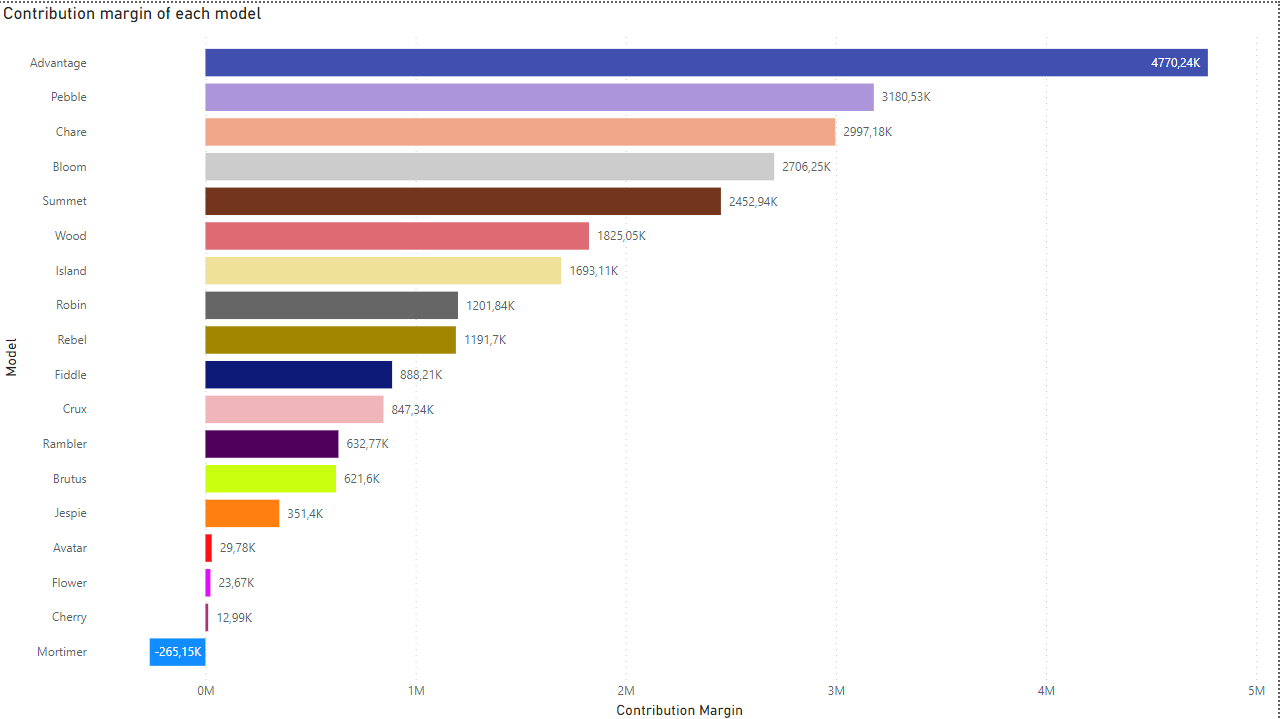 Contribution margin of each model
Advantage 4770,24K
Pebble 3180,53K
Chare 2997,18K
Bloom 2706,25K
Summet 2452,94K
Wood 1825,05K
Island 1693,11K
Robin 1201,84K
Rebel 1191,7K
Fiddle 888,21K
Crux 847,34K
Rambler 632,77K
Brutus 621,6K
Jespie 351,4K
Avatar 29,78K
Flower 23,67K
Cherry 12,99K
Mortimer -265,15K
Model
0M 1M 2M 3M 4M 5M
Contribution Margin